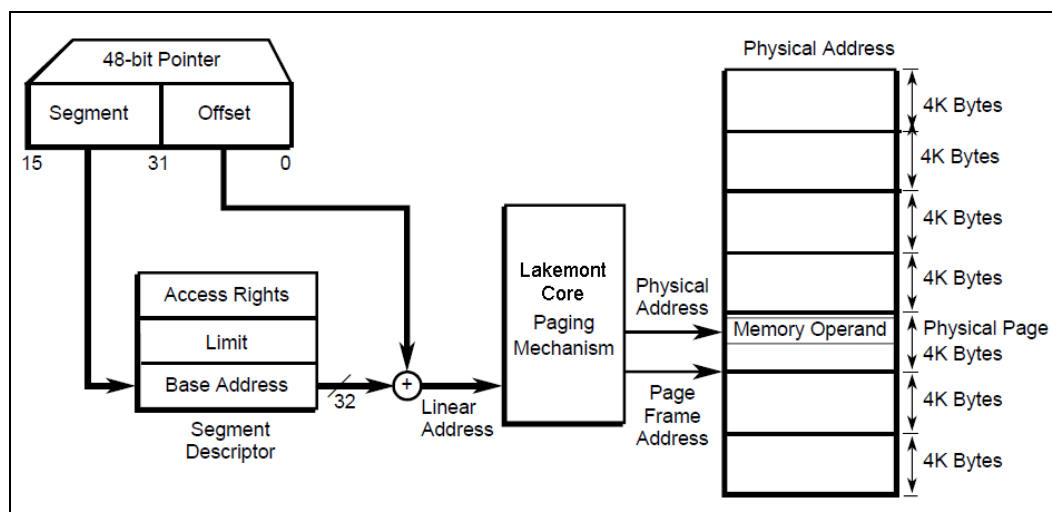 48-bit Pointer
Segment
Offset
15
31
0
Access Rights
Limit
Base Address
Segment
Descriptor
32
+
Linear
Address
Lakemont
Core
Paging
Mechanism
Physical
Address
Page
Frame
Address
Physical Address
4K Bytes
4K Bytes
4K Bytes
4K Bytes
Memory Operand
Physical Page
4K Bytes
4K Bytes
4K Bytes